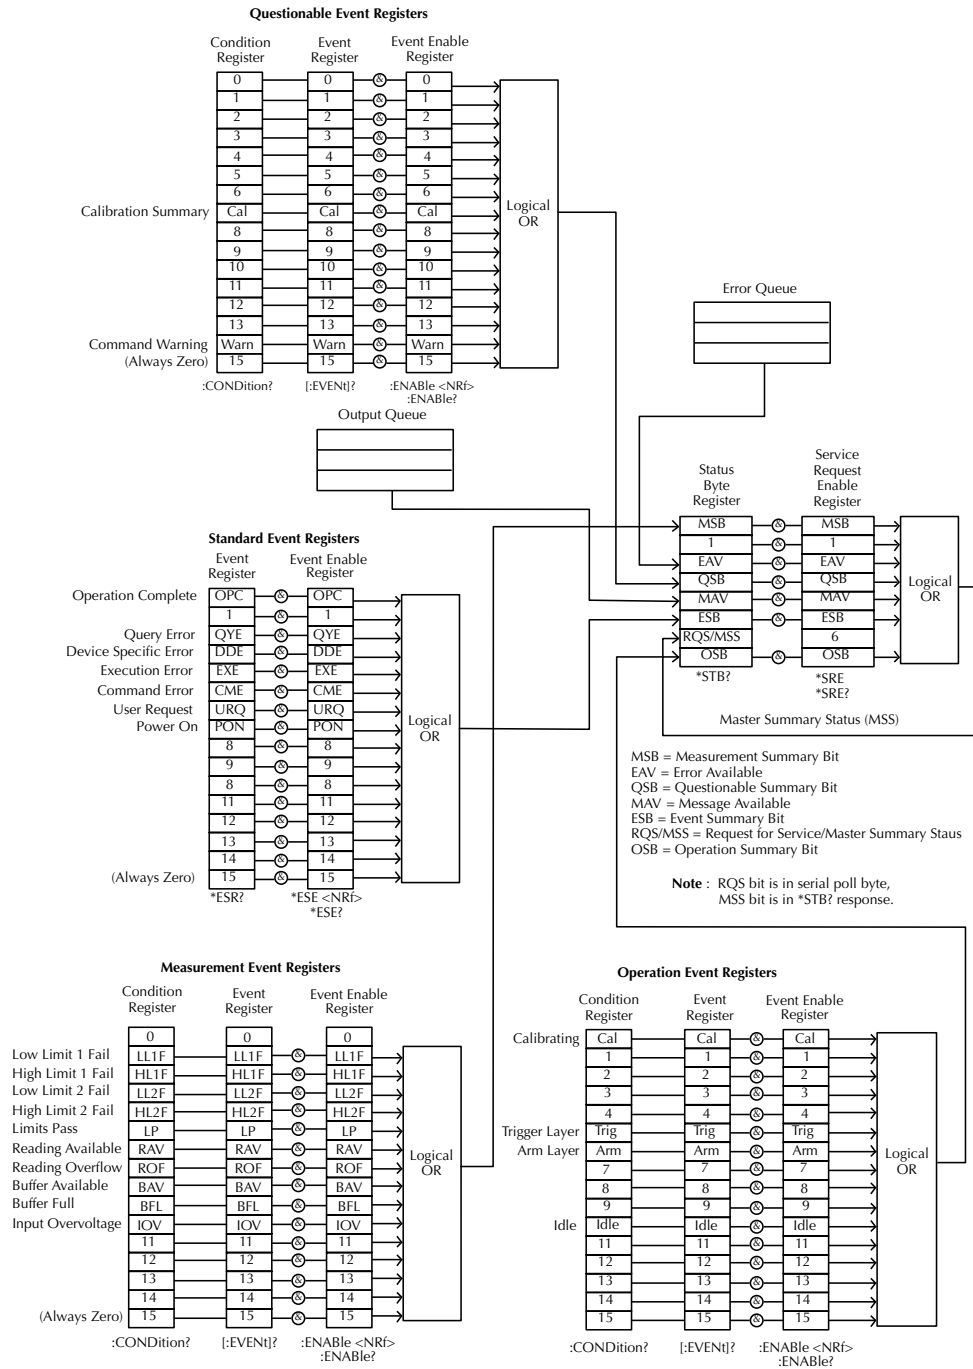 Questionable Event Registers
Condition Register
Event Register
Event Enable Register
0 0 & 0
1 1 & 1
2 2 & 2
3 3 & 3
4 4 & 4
5 5 & 5
6 6 & 6
Calibration Summary Cal Cal & Cal
8 8 & 8
9 9 & 9
10 10 & 10
11 11 & 11
12 12 & 12
13 13 & 13
Command Warning Warn Warn & Warn
(Always Zero) 15 15 & 15
Logical
OR
:CONDition? [:EVENt]? :ENABle <NRf>
:ENABle?
Error Queue
Output Queue
Status
Byte
Register
Service
Request
Enable
Register
MSB & MSB
1 & 1
EAV & EAV
QSB & QSB
MAV & MAV
ESB & ESB
RQS/MSS 6
OSB & OSB
Logical
OR
*STB? *SRE
*SRE?
Master Summary Status (MSS)
MSB = Measurement Summary Bit
EAV = Error Available
QSB = Questionable Summary Bit
MAV = Message Available
ESB = Event Summary Bit
RQS/MSS = Request for Service/Master Summary Staus
OSB = Operation Summary Bit
Note : RQS bit is in serial poll byte,
MSS bit is in *STB? response.
Standard Event Registers
Event
Register
Event Enable
Register
Operation Complete OPC & OPC
1 & 1
Query Error QYE & QYE
Device Specific Error DDE & DDE
Execution Error EXE & EXE
Command Error CME & CME
User Request URQ & URQ
Power On PON & PON
8 & 8
9 & 9
8 & 8
11 & 11
12 & 12
13 & 13
14 & 14
(Always Zero) 15 & 15
Logical
OR
*ESR? *ESE <NRf>
*ESE?
Measurement Event Registers
Condition
Register
Event
Register
Event Enable
Register
0 0 0
Low Limit 1 Fail LL1F LL1F & LL1F
High Limit 1 Fail HL1F HL1F & HL1F
Low Limit 2 Fail LL2F LL2F & LL2F
High Limit 2 Fail HL2F HL2F & HL2F
Limits Pass LP LP & LP
Reading Available RAV RAV & RAV
Reading Overflow ROF ROF & ROF
Buffer Available BAV BAV & BAV
Buffer Full BFL BFL & BFL
Input Overvoltage IOV IOV & IOV
11 11 & 11
12 12 & 12
13 13 & 13
14 14 & 14
(Always Zero) 15 15 & 15
Logical
OR
:CONDition? [:EVENt]? :ENABle <NRf>
:ENABle?
Operation Event Registers
Condition
Register
Event
Register
Event Enable
Register
Calibrating Cal Cal & Cal
1 1 & 1
2 2 & 2
3 3 & 3
4 4 & 4
Trigger Layer Trig Trig & Trig
Arm Layer Arm Arm & Arm
7 7 & 7
8 8 & 8
9 9 & 9
Idle Idle Idle & Idle
11 11 & 11
12 12 & 12
13 13 & 13
14 14 & 14
15 15 & 15
Logical
OR
:CONDition? [:EVENt]? :ENABle <NRf>
:ENABle?